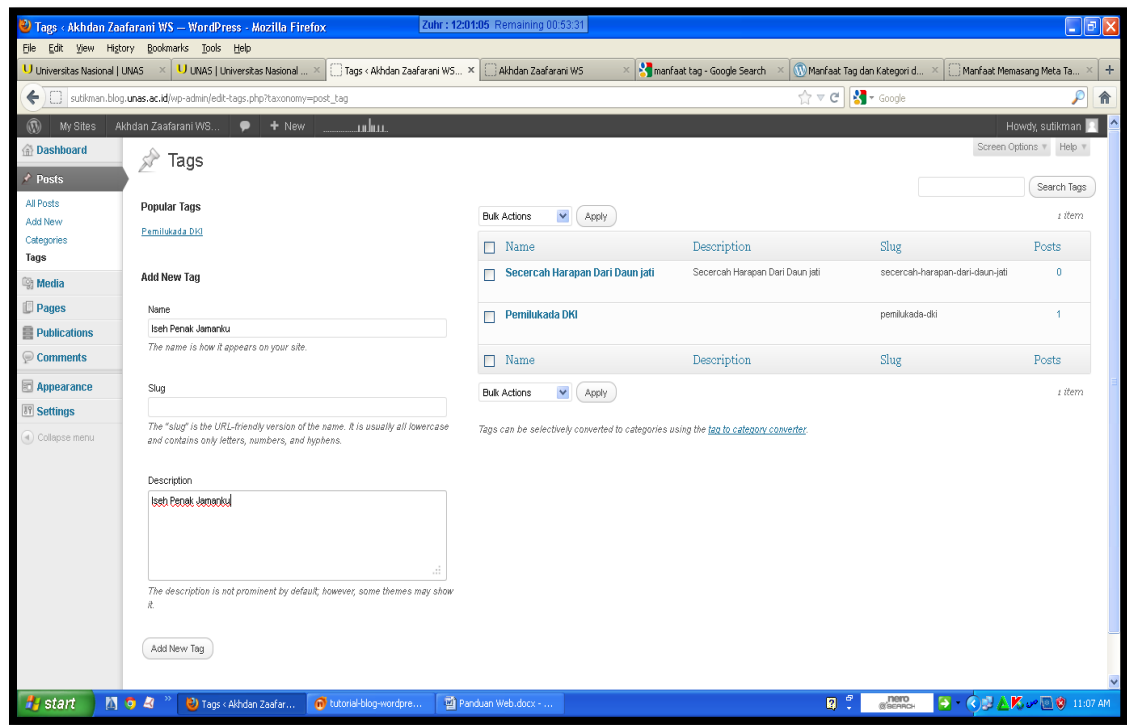 Tags ‹ Akhdan Zaafarani WS — WordPress - Mozilla Firefox
Zuhr : 12:01:05 Remaining 00:53:31
File Edit View History Bookmarks Tools Help
Universitas Nasional | UNAS
UNAS | Universitas Nasional ...
Tags ‹ Akhdan Zaafarani WS...
Akhdan Zaafarani WS
manfaat tag - Google Search
Manfaat Tag dan Kategori d...
Manfaat Memasang Meta Ta...
sutikman.blog.unas.ac.id/wp-admin/edit-tags.php?taxonomy=post_tag
Google
My Sites Akhdan Zaafarani WS... + New
Howdy, sutikman
Dashboard
Posts
All Posts
Add New
Categories
Tags
Media
Pages
Publications
Comments
Appearance
Settings
Collapse menu
Screen Options Help
Tags
Search Tags
Popular Tags
Pemilukada DKI
Add New Tag
Name
Iseh Penak Jamanku
The name is how it appears on your site.
Slug
The "slug" is the URL-friendly version of the name. It is usually all lowercase
and contains only letters, numbers, and hyphens.
Description
Iseh Penak Jamanku
The description is not prominent by default; however, some themes may show
it.
Add New Tag
Bulk Actions Apply 1 item
Name Description Slug Posts
Secercah Harapan Dari Daun jati Secercah Harapan Dari Daun jati secercah-harapan-dari-daun-jati 0
Pemilukada DKI pemilukada-dki 1
Name Description Slug Posts
Bulk Actions Apply 1 item
Tags can be selectively converted to categories using the tag to category converter.
start
Tags ‹ Akhdan Zaafar...
tutorial-blog-wordpre...
Panduan Web.docx - ...
nero
SEARCH
11:07 AM